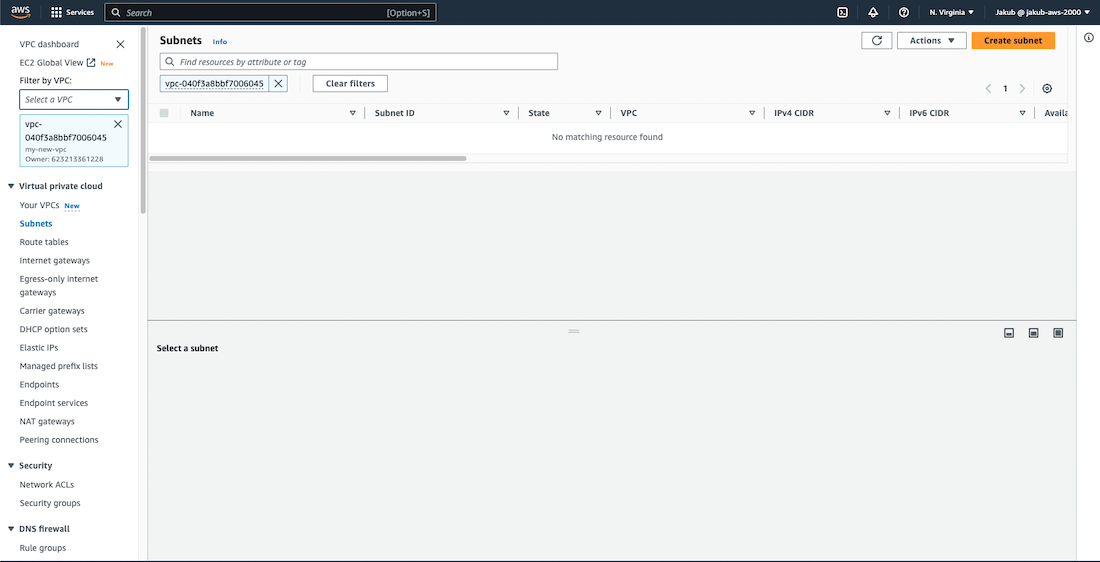 aws
Services
Search
[Option+S]
N. Virginia
Jakub @ jakub-aws-2000
VPC dashboard
EC2 Global View New
Filter by VPC:
Select a VPC
vpc-
040f3a8bbf7006045
my-new-vpc
Owner: 623213361228
Virtual private cloud
Your VPCs New
Subnets
Route tables
Internet gateways
Egress-only internet
gateways
Carrier gateways
DHCP option sets
Elastic IPs
Managed prefix lists
Endpoints
Endpoint services
NAT gateways
Peering connections
Security
Network ACLs
Security groups
DNS firewall
Rule groups
Subnets Info
Actions
Create subnet
Find resources by attribute or tag
vpc-040f3a8bbf7006045
Clear filters
1
Name
Subnet ID
State
VPC
IPv4 CIDR
IPv6 CIDR
Availa
No matching resource found
Select a subnet